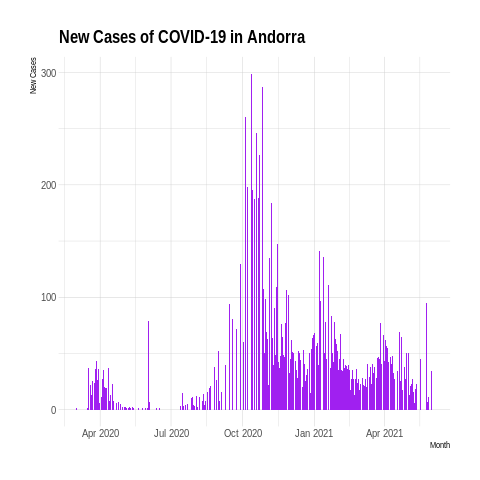 New Cases of COVID-19 in Andorra
New Cases
300
200
100
0
Apr 2020 Jul 2020 Oct 2020 Jan 2021 Apr 2021
Month